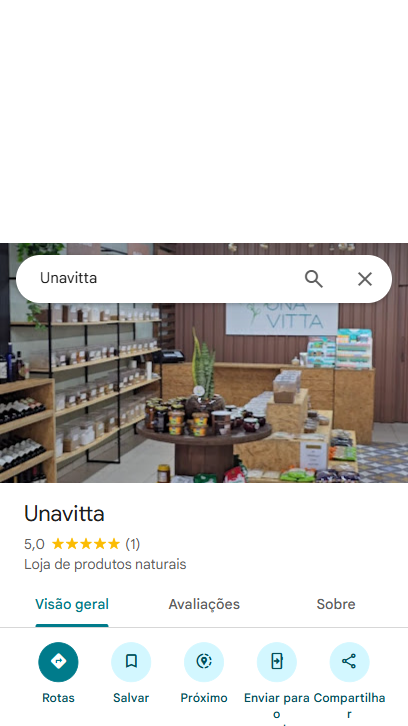 Unavitta
UNA
VITTA
Unavitta
5,0 (1)
Loja de produtos naturais
Visão geral Avaliações Sobre
Rotas Salvar Próximo Enviar para Compartilha
o r